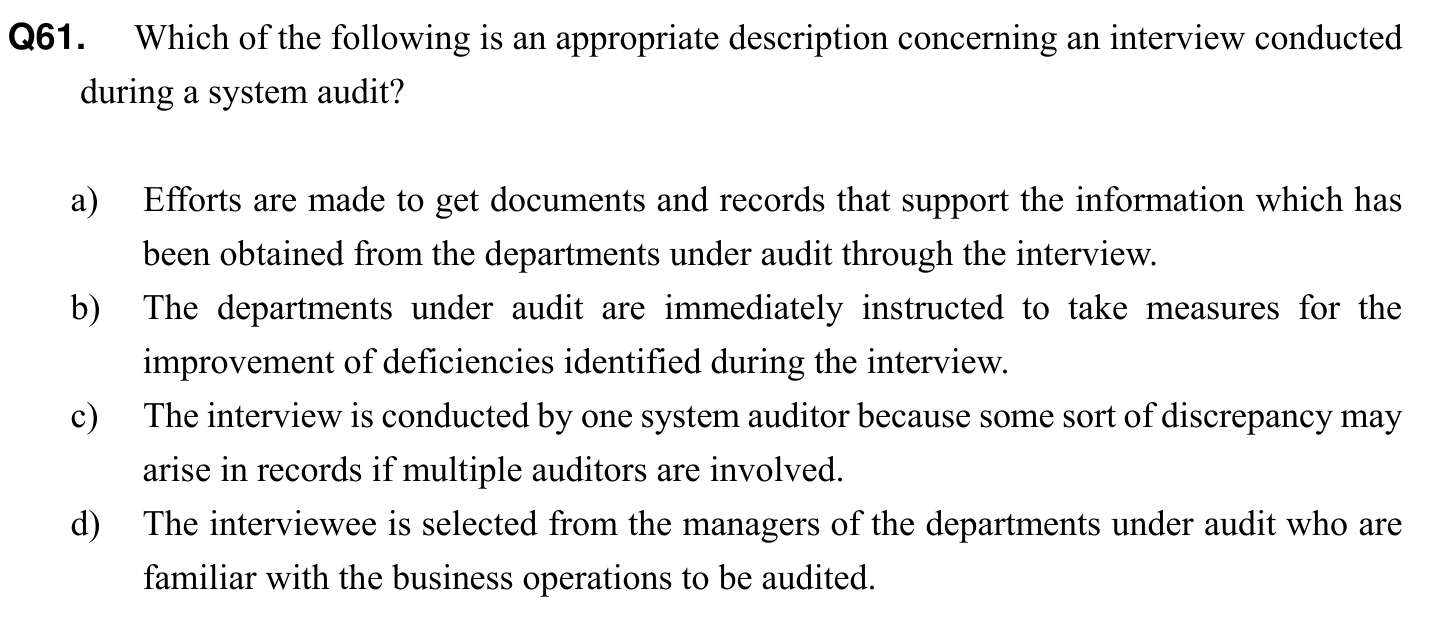 Q61. Which of the following is an appropriate description concerning an interview conducted
during a system audit?
a) Efforts are made to get documents and records that support the information which has
been obtained from the departments under audit through the interview.
b) The departments under audit are immediately instructed to take measures for the
improvement of deficiencies identified during the interview.
c) The interview is conducted by one system auditor because some sort of discrepancy may
arise in records if multiple auditors are involved.
d) The interviewee is selected from the managers of the departments under audit who are
familiar with the business operations to be audited.